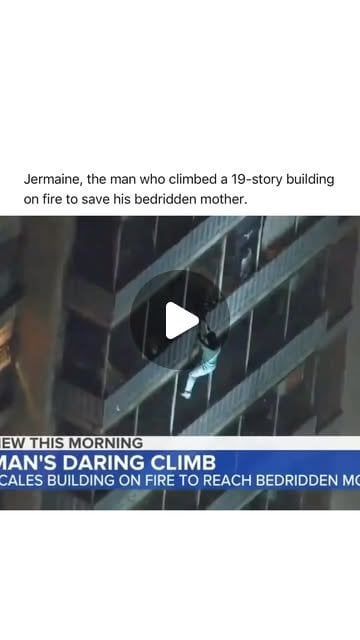 Jermaine, the man who climbed a 19-story building
on fire to save his bedridden mother.
EW THIS MORNING
MAN'S DARING CLIMB
CALES BUILDING ON FIRE TO REACH BEDRIDDEN MO